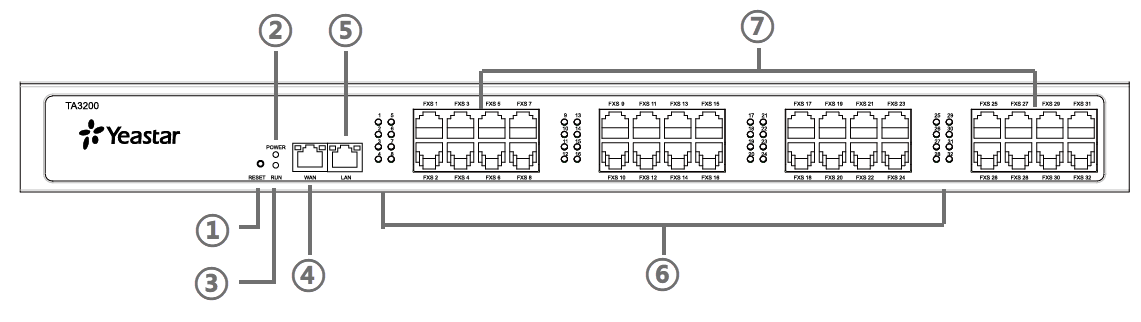 ② ⑤ ⑦
TA3200
Yeastar
POWER
RESET RUN WAN LAN
1 5
FXS 1 FXS 3 FXS 5 FXS 7
FXS 2 FXS 4 FXS 6 FXS 8
9 13
10 14
FXS 9 FXS 11 FXS 13 FXS 15
FXS 10 FXS 12 FXS 14 FXS 16
17 21
18 22
FXS 17 FXS 19 FXS 21 FXS 23
FXS 18 FXS 20 FXS 22 FXS 24
25 29
FXS 25 FXS 27 FXS 29 FXS 31
FXS 26 FXS 28 FXS 30 FXS 32
① ③ ④ ⑥